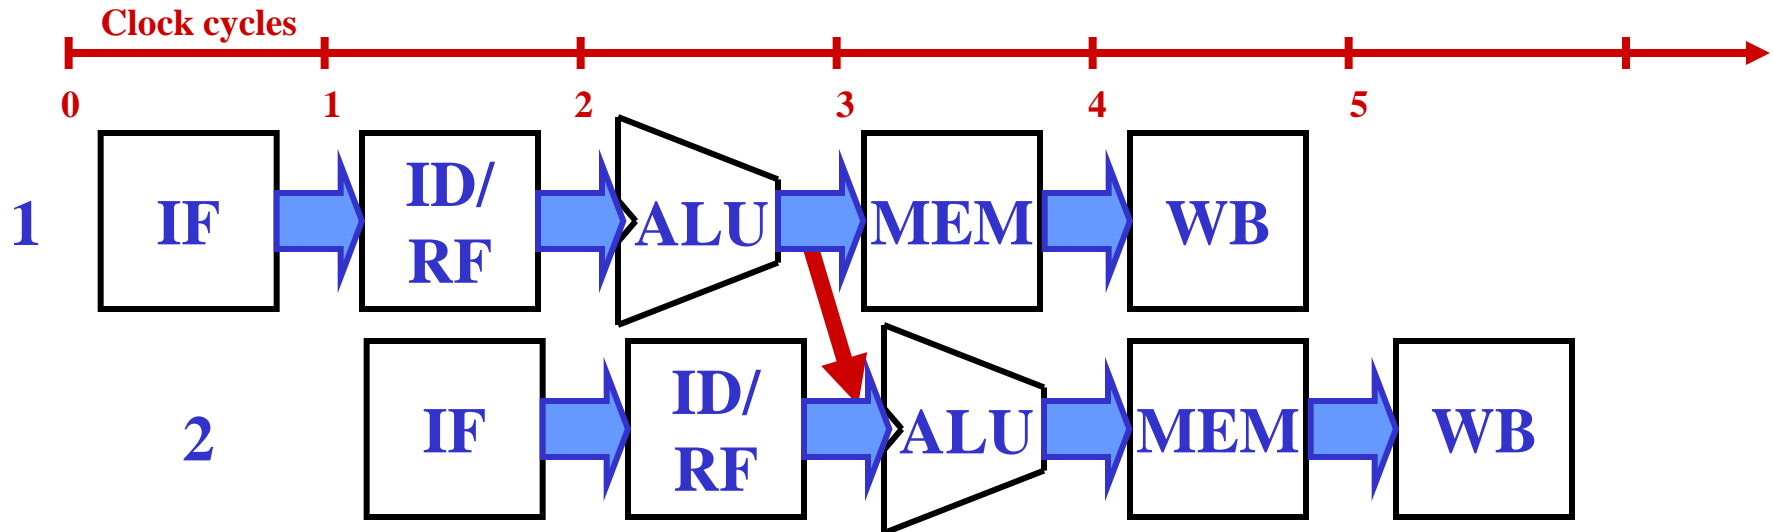 Clock cycles
0 1 2 3 4 5
1 IF ID/ RF ALU MEM WB
2 IF ID/ RF ALU MEM WB